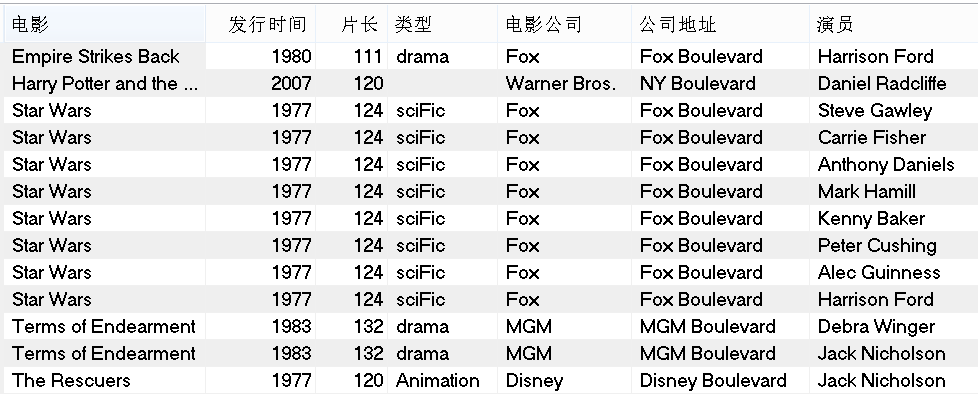 电影 发行时间 片长 类型 电影公司 公司地址 演员
Empire Strikes Back 1980 111 drama Fox Fox Boulevard Harrison Ford
Harry Potter and the ... 2007 120 Warner Bros. NY Boulevard Daniel Radcliffe
Star Wars 1977 124 sciFic Fox Fox Boulevard Steve Gawley
Star Wars 1977 124 sciFic Fox Fox Boulevard Carrie Fisher
Star Wars 1977 124 sciFic Fox Fox Boulevard Anthony Daniels
Star Wars 1977 124 sciFic Fox Fox Boulevard Mark Hamill
Star Wars 1977 124 sciFic Fox Fox Boulevard Kenny Baker
Star Wars 1977 124 sciFic Fox Fox Boulevard Peter Cushing
Star Wars 1977 124 sciFic Fox Fox Boulevard Alec Guinness
Star Wars 1977 124 sciFic Fox Fox Boulevard Harrison Ford
Terms of Endearment 1983 132 drama MGM MGM Boulevard Debra Winger
Terms of Endearment 1983 132 drama MGM MGM Boulevard Jack Nicholson
The Rescuers 1977 120 Animation Disney Disney Boulevard Jack Nicholson